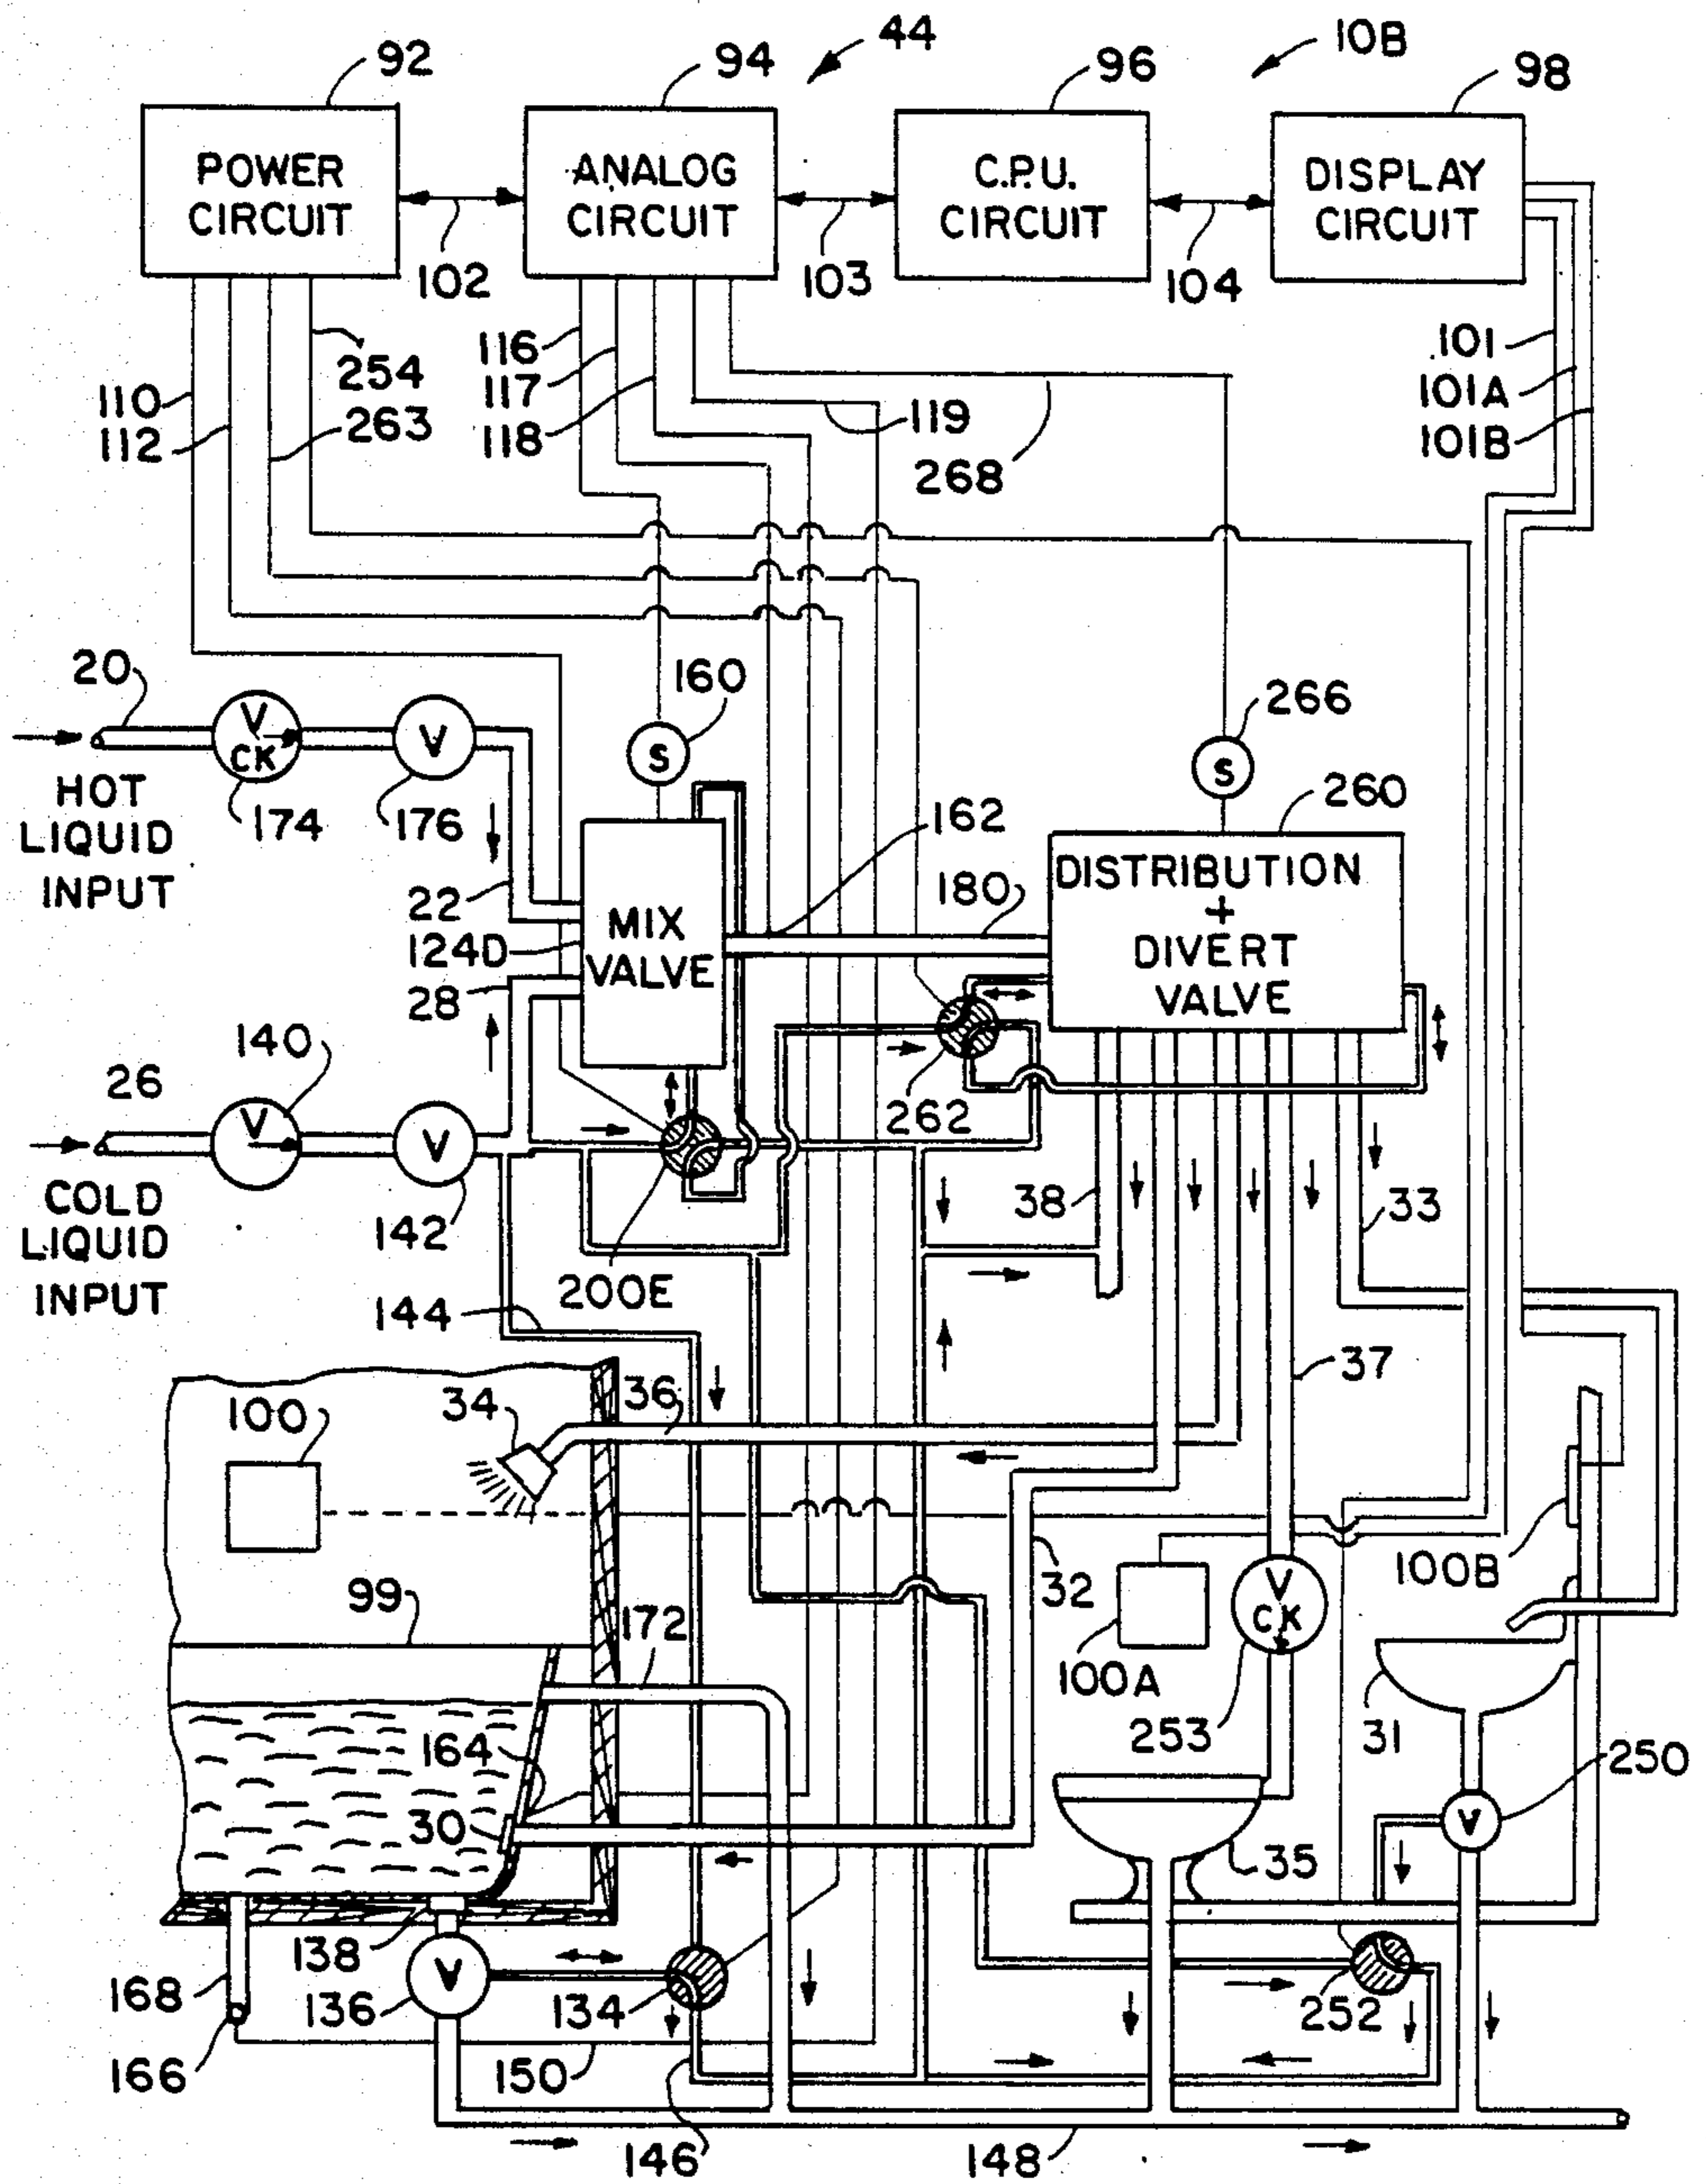 44
10B
92
94
96
98
POWER
CIRCUIT
ANALOG
CIRCUIT
C.P.U.
CIRCUIT
DISPLAY
CIRCUIT
102
103
104
110
112
254
263
116
117
118
119
268
101
101A
101B
20
V
CK
V
160
S
266
S
HOT
LIQUID
INPUT
174
176
22
124D
28
MIX
VALVE
162
180
260
DISTRIBUTION
+
DIVERT
VALVE
26
140
V
V
COLD
LIQUID
INPUT
142
200E
262
38
33
144
37
100
34
36
99
172
32
100A
V
CK
253
100B
31
164
30
35
250
V
138
168
136
V
134
252
166
150
146
148